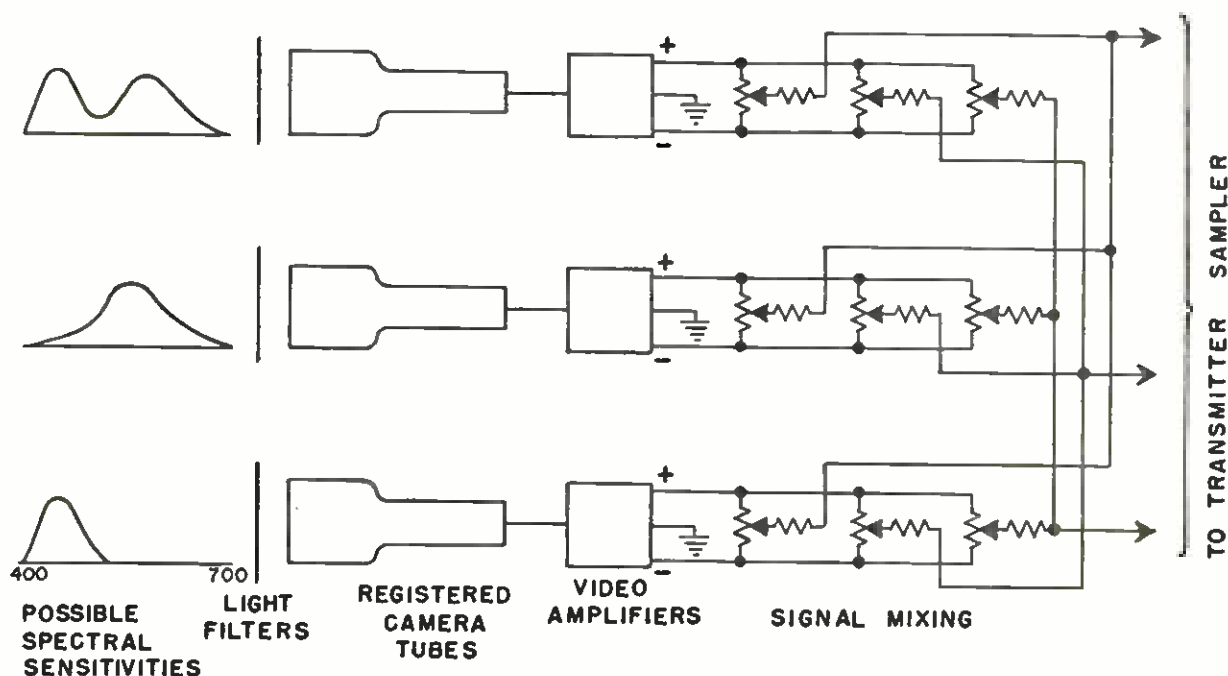 +
-
+
-
+
-
400
700
POSSIBLE
SPECTRAL
SENSITIVITIES
LIGHT
FILTERS
REGISTERED
CAMERA
TUBES
VIDEO
AMPLIFIERS
SIGNAL MIXING
TO TRANSMITTER SAMPLER